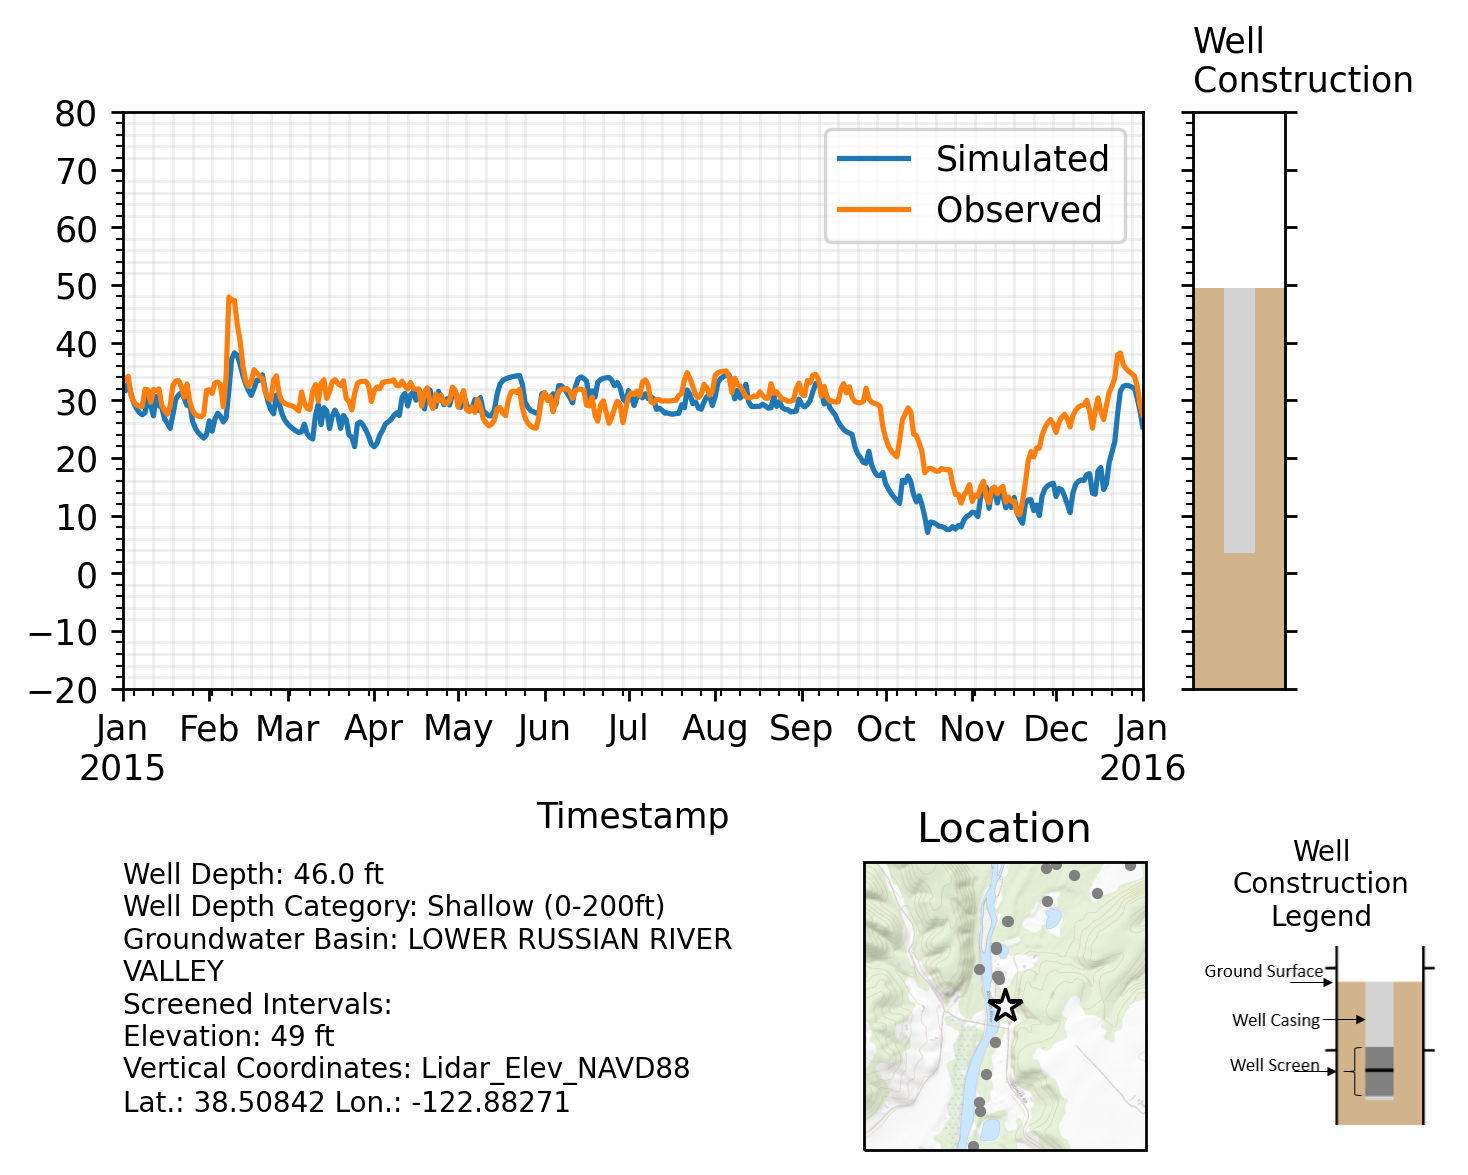 Well
Construction
80
70
60
50
40
30
20
10
0
−10
−20
Simulated
Observed
Jan Feb Mar Apr May Jun Jul Aug Sep Oct Nov Dec Jan
2015 2016
Timestamp
Well Depth: 46.0 ft
Well Depth Category: Shallow (0-200ft)
Groundwater Basin: LOWER RUSSIAN RIVER
VALLEY
Screened Intervals:
Elevation: 49 ft
Vertical Coordinates: Lidar_Elev_NAVD88
Lat.: 38.50842 Lon.: -122.88271
Location
Well
Construction
Legend
Ground Surface
Well Casing
Well Screen